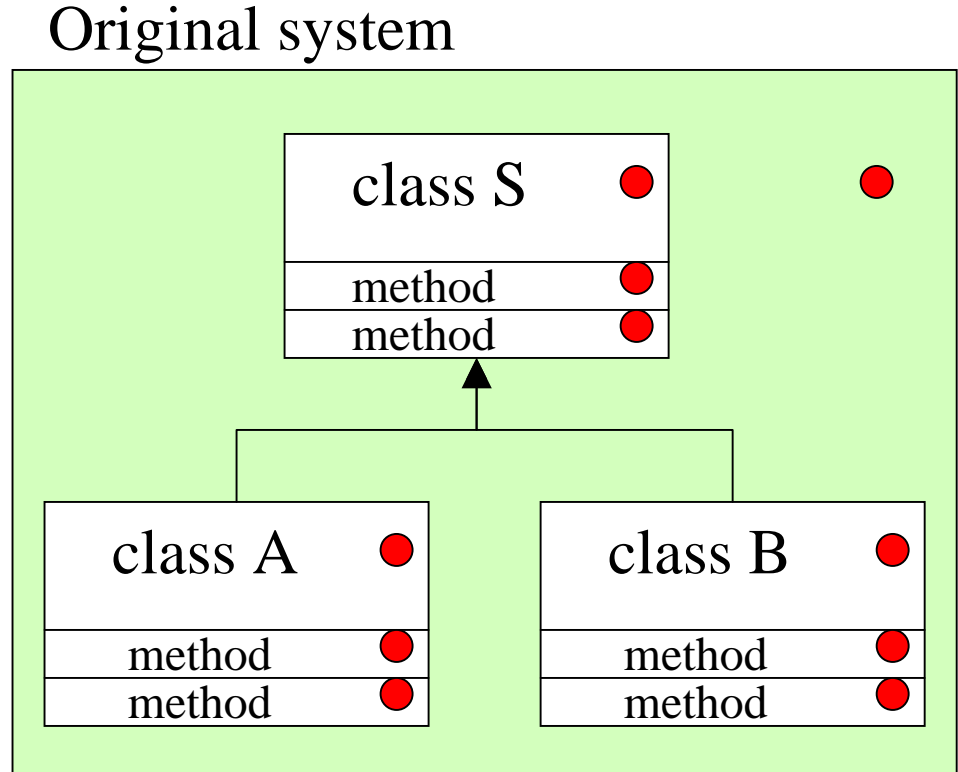 Original system
class S
method
method
class A
method
method
class B
method
method